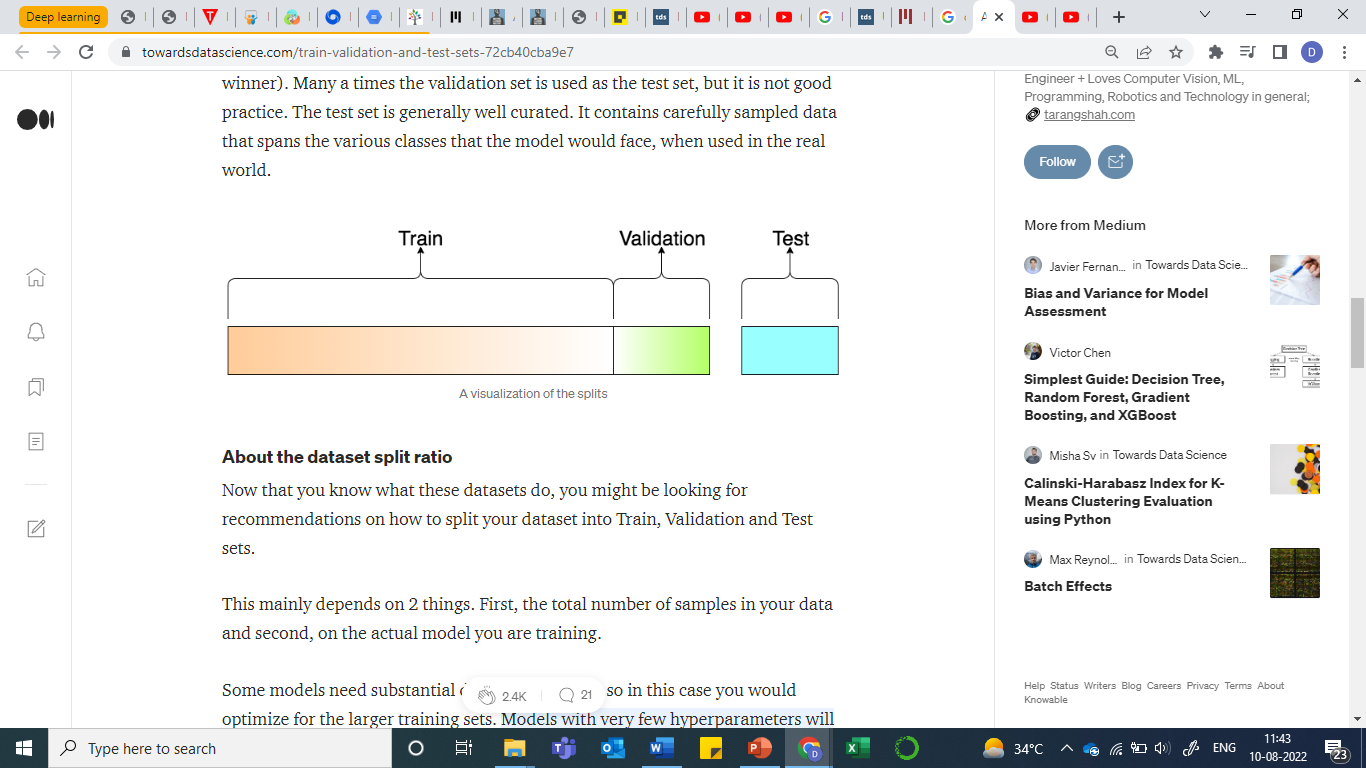 Deep learning
towardsdatascience.com/train-validation-and-test-sets-72cb40cba9e7
D
winner). Many a times the validation set is used as the test set, but it is not good
practice. The test set is generally well curated. It contains carefully sampled data
that spans the various classes that the model would face, when used in the real
world.
Train
Validation
Test
A visualization of the splits
About the dataset split ratio
Now that you know what these datasets do, you might be looking for
recommendations on how to split your dataset into Train, Validation and Test
sets.
This mainly depends on 2 things. First, the total number of samples in your data
and second, on the actual model you are training.
Some models need substantial so in this case you would
2.4K
21
optimize for the larger training sets. Models with very few hyperparameters will
Engineer + Loves Computer Vision, ML,
Programming, Robotics and Technology in general;
tarangshah.com
Follow
More from Medium
Javier Fernan... in Towards Data Scie...
Bias and Variance for Model
Assessment
Victor Chen
Simplest Guide: Decision Tree,
Random Forest, Gradient
Boosting, and XGBoost
Misha Sv in Towards Data Science
Calinski-Harabasz Index for K-
Means Clustering Evaluation
using Python
Max Reynol... in Towards Data Scien...
Batch Effects
Help Status Writers Blog Careers Privacy Terms About
Knowable
Type here to search
34°C
ENG
11:43
10-08-2022
23